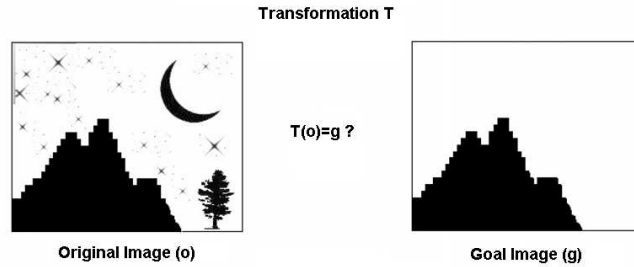 Transformation T
T(o)=g ?
Original Image (o)
Goal Image (g)